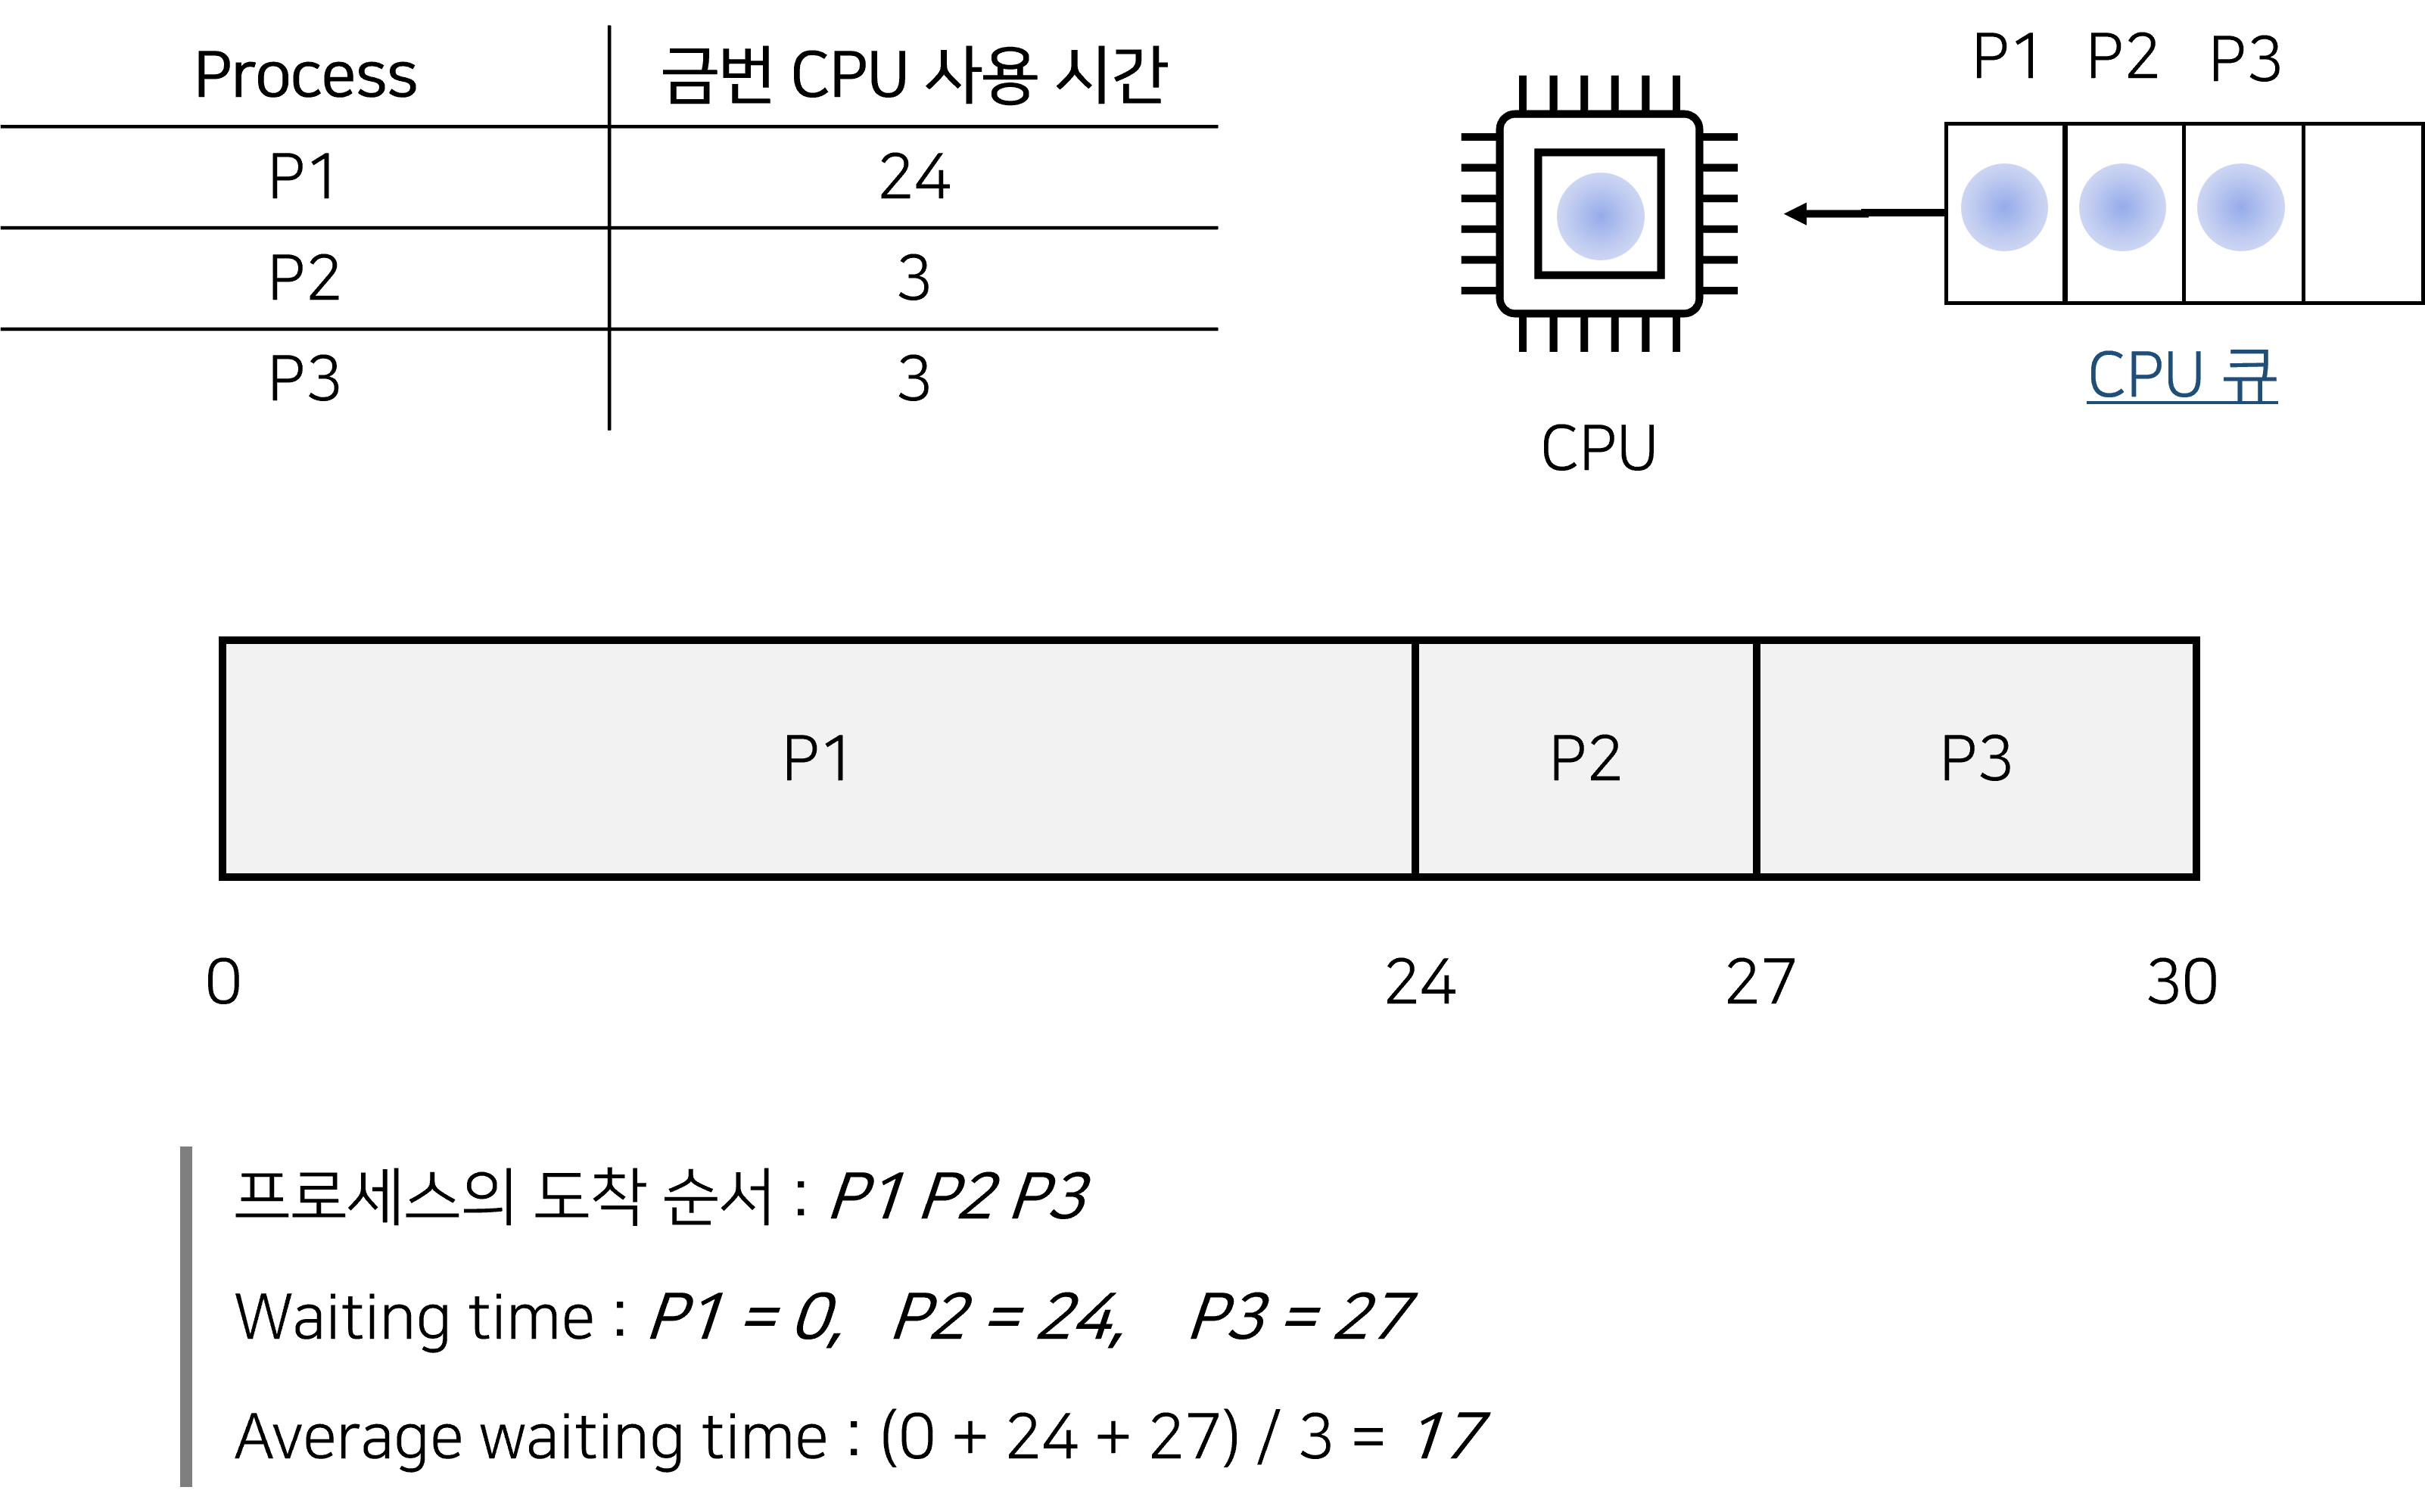 Process 금번 CPU 사용 시간
P1 24
P2 3
P3 3
P1 P2 P3
CPU 큐
CPU
P1 P2 P3
0 24 27 30
프로세스의 도착 순서 : P1 P2 P3
Waiting time : P1 = 0, P2 = 24, P3 = 27
Average waiting time : (0 + 24 + 27) / 3 = 17